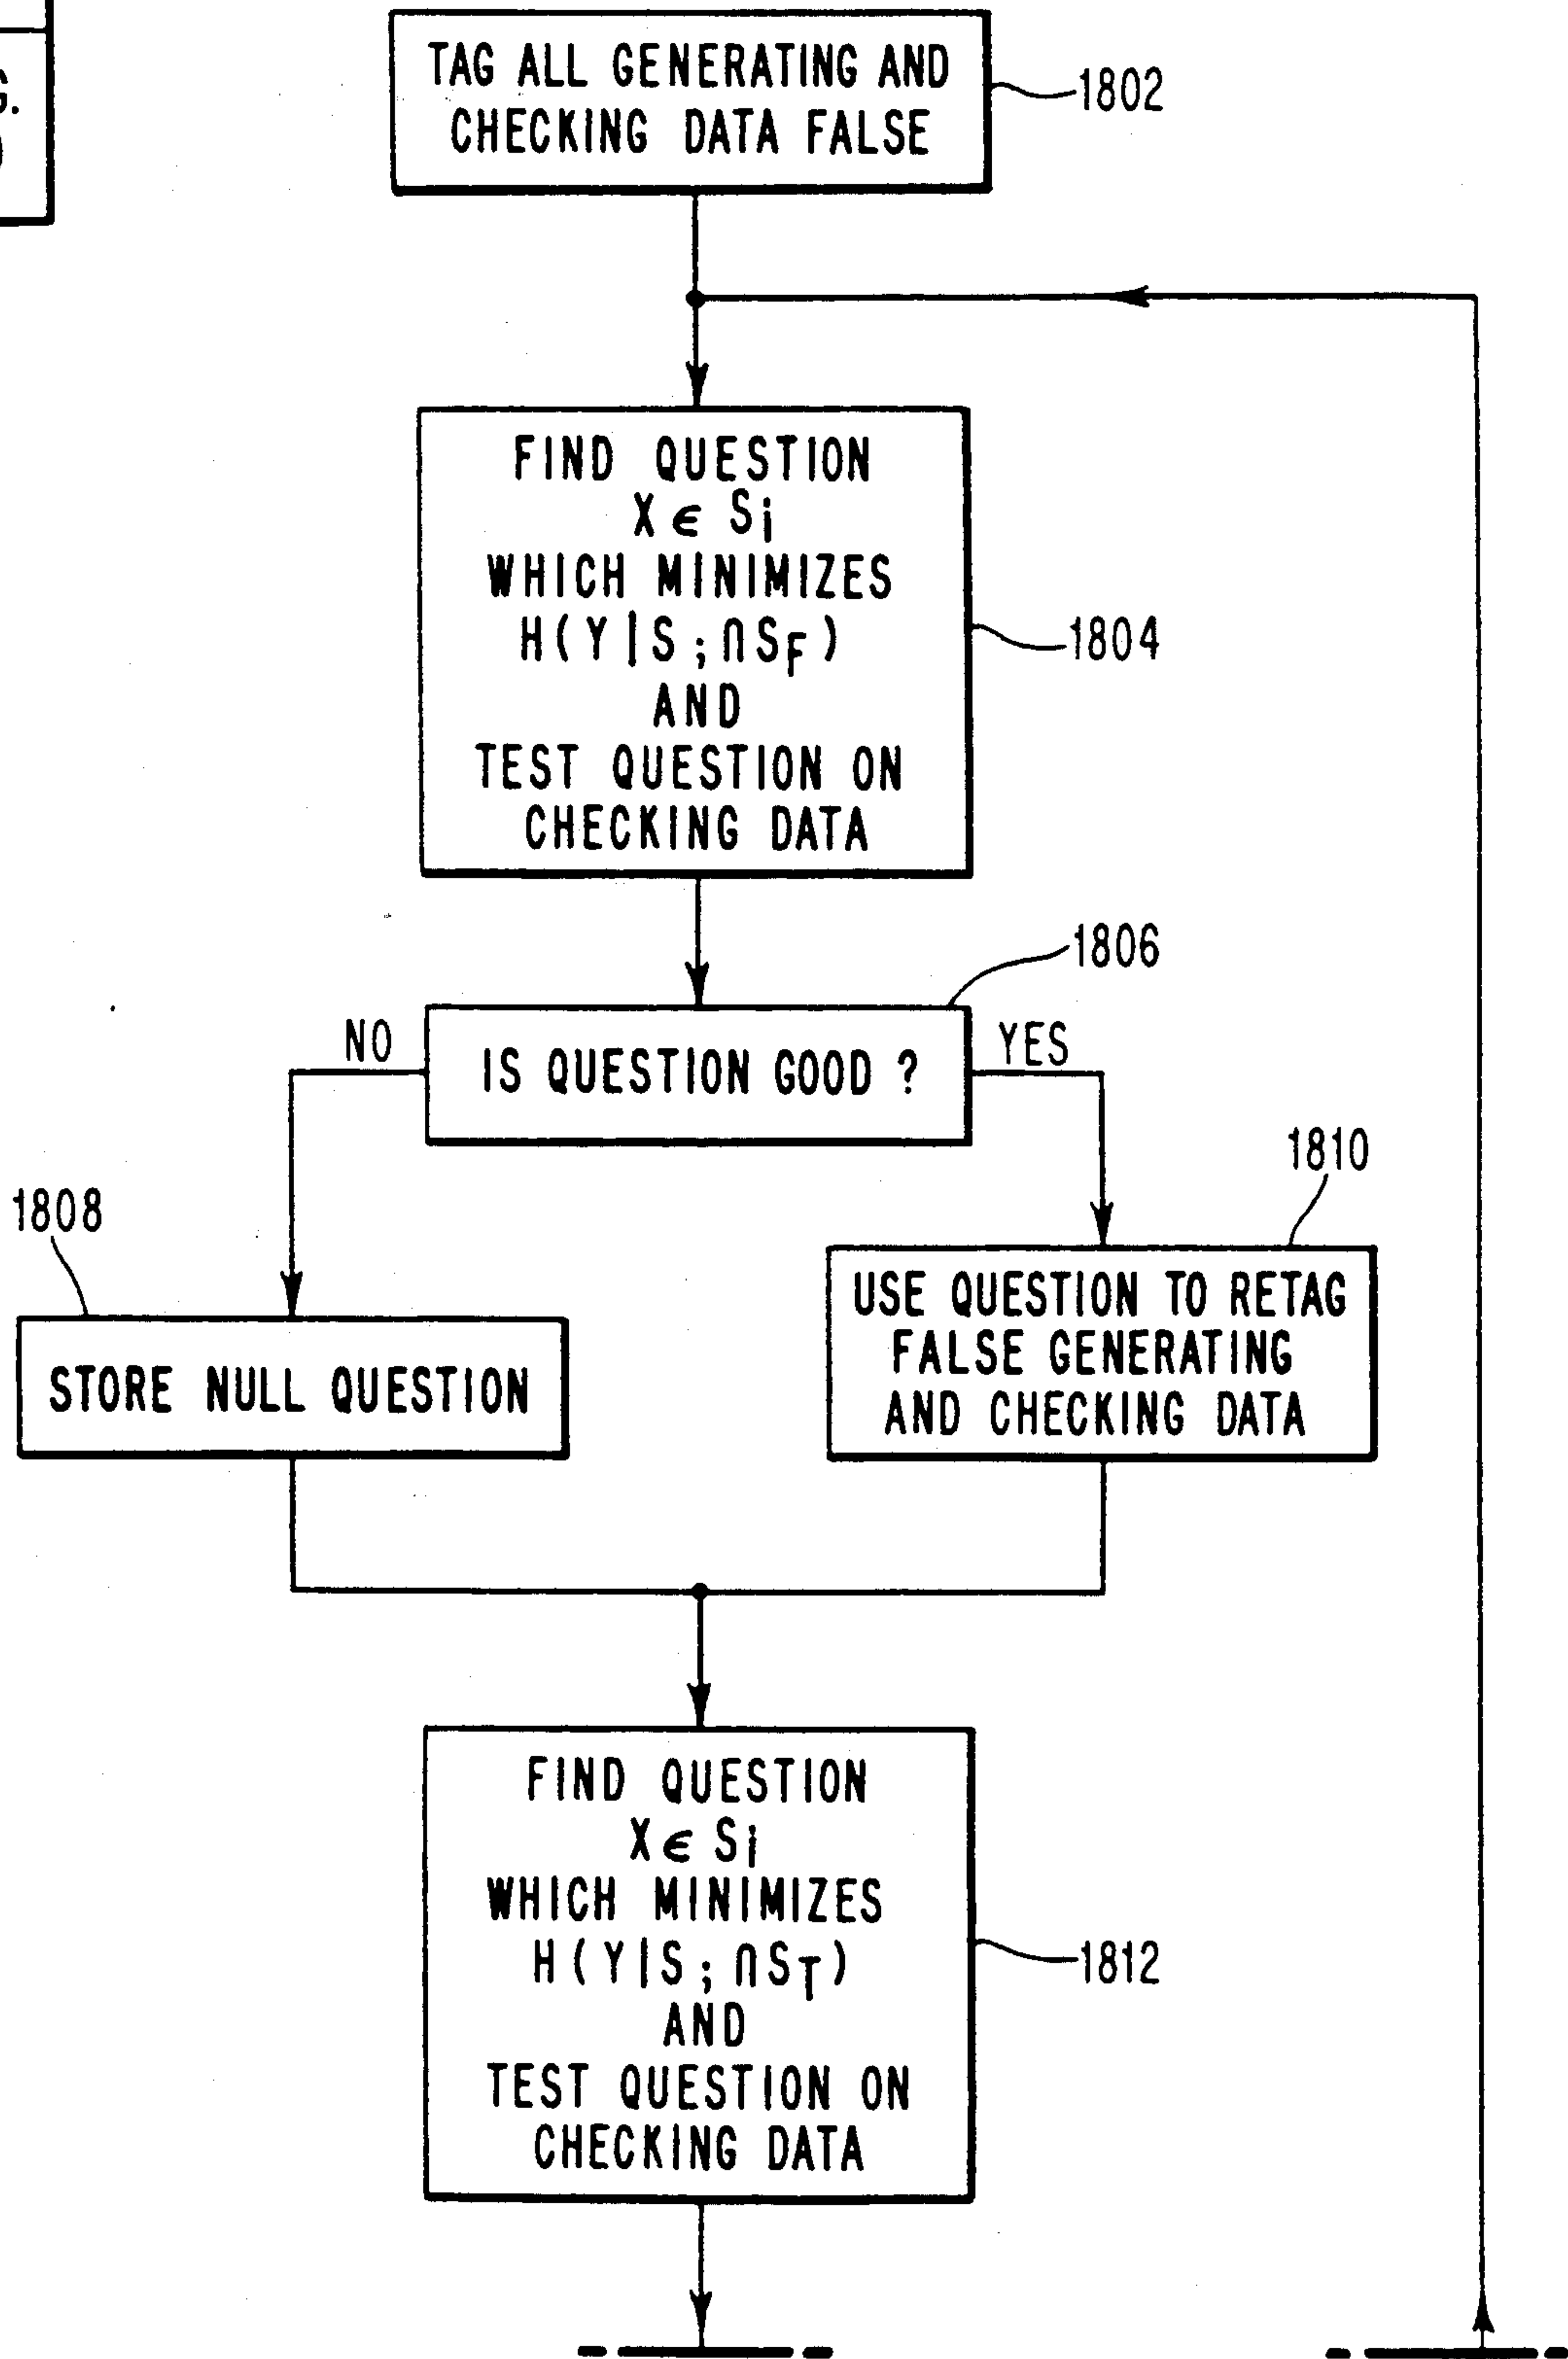 G.
TAG ALL GENERATING AND
CHECKING DATA FALSE
1802
FIND QUESTION
X ϵ Si
WHICH MINIMIZES
H(Y|S;∩SF)
AND
TEST QUESTION ON
CHECKING DATA
1804
1806
NO
IS QUESTION GOOD ?
YES
1808
1810
STORE NULL QUESTION
USE QUESTION TO RETAG
FALSE GENERATING
AND CHECKING DATA
FIND QUESTION
X ϵ Si
WHICH MINIMIZES
H(Y|S;∩ST)
AND
TEST QUESTION ON
CHECKING DATA
1812